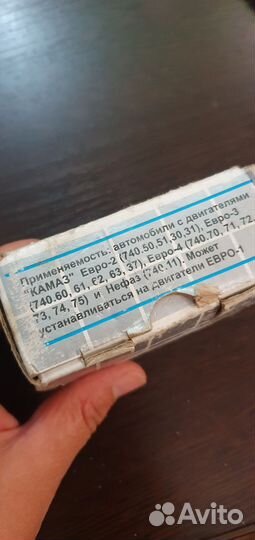 Применяемость: автомобили с двигателями
"КАМАЗ" Евро-2 (740.50,51,30,31), Евро-3
(740.60, 61, 62, 63, 37), Евро-4 (740.70, 71, 72,
73, 74, 75) и Нефаз (740.11). Может
устанавливаться на двигатели ЕВРО-1
Avito